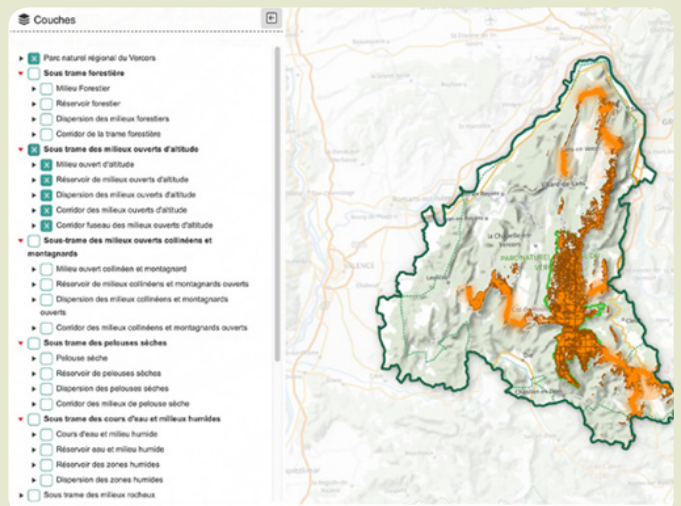 Couches
Parc naturel régional du Vercors
Sous trame forestière
Milieu Forestier
Réservoir forestier
Dispersion des milieux forestiers
Corridor de la trame forestière
Sous trame des milieux ouverts d'altitude
Milieu ouvert d'altitude
Réservoir de milieux ouverts d'altitude
Dispersion des milieux ouverts d'altitude
Corridor des milieux ouverts d'altitude
Corridor fuseau des milieux ouverts d'altitude
Sous-trame des milieux ouverts collinéens et
montagnards
Milieu ouvert collinéen et montagnard
Réservoir de milieux collinéens et montagnards ouverts
Dispersion des milieux collinéens et montagnards
ouverts
Corridor des milieux collinéens et montagnards ouverts
Sous trame des pelouses sèches
Pelouse sèche
Réservoir de pelouses sèches
Dispersion des pelouses sèches
Corridor des milieux de pelouse sèche
Sous trame des cours d'eau et milieux humides
Cours d'eau et milieu humide
Réservoir eau et milieu humide
Réservoir des zones humides
Dispersion des zones humides
Sous trame des milieux rocheux
VALENCE
la Chapelle-en-
Vercors
PARC NATUREL
Die